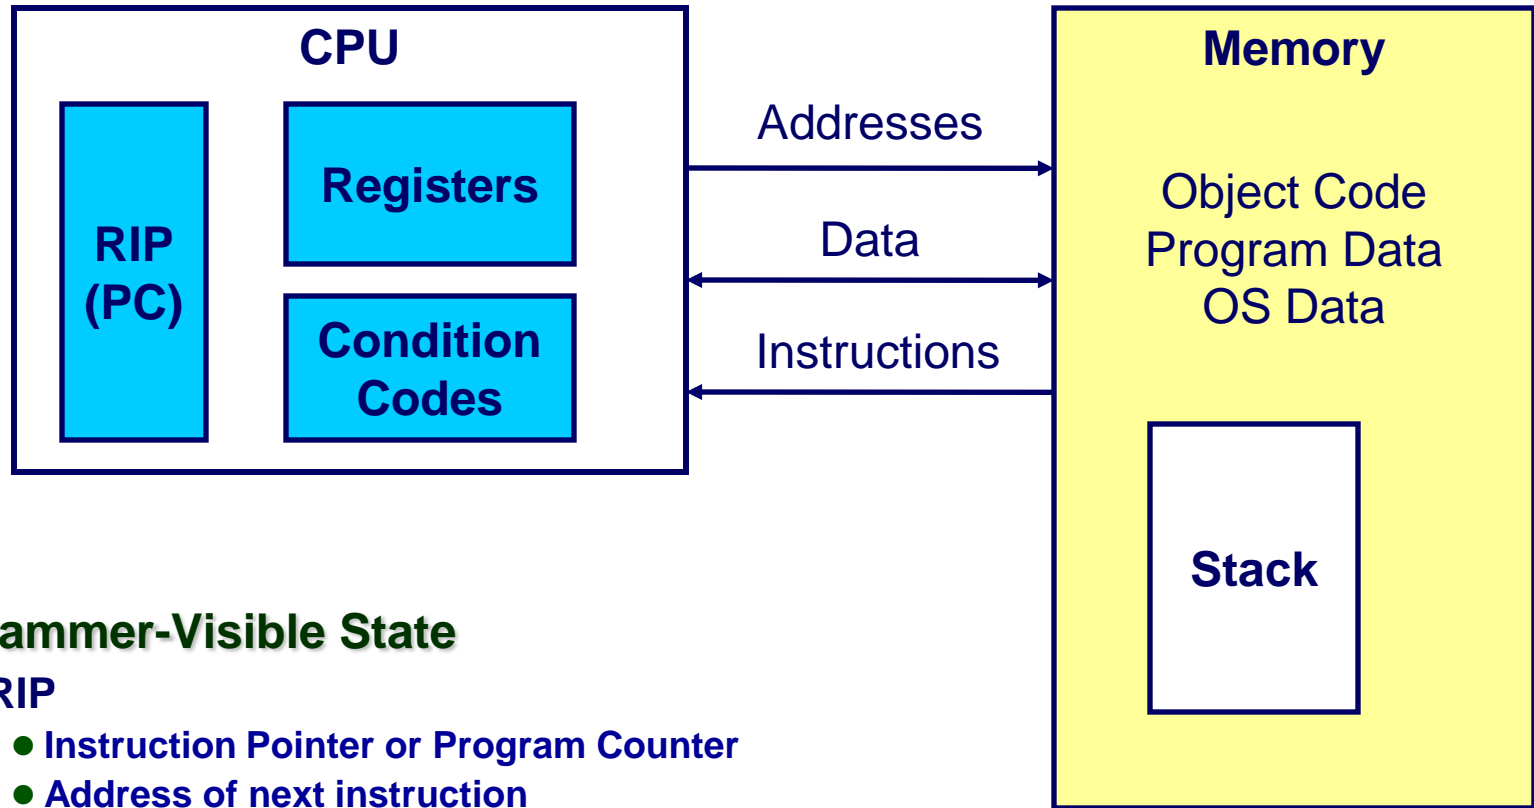 CPU
RIP
(PC)
Registers
Condition
Codes
Addresses
Data
Instructions
Memory
Object Code
Program Data
OS Data
Stack
ammer-Visible State
RIP
● Instruction Pointer or Program Counter
● Address of next instruction